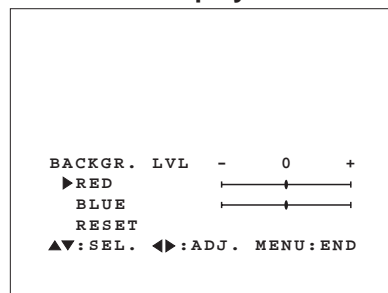 BACKGR. LVL - 0 +
▶RED
BLUE
RESET
▲▼:SEL. ◀▶:ADJ. MENU:END